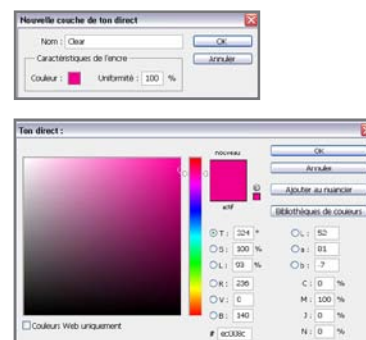 Nouvelle couche de ton direct
Nom : Clear
OK
Caractéristiques de l'encre
Annuler
Couleur : Uniformité : 100 %
Ton direct :
nouveau
OK
Annuler
Ajouter au nuancier
actif
Bibliothèques de couleurs
T : 324 °
L : 52
S : 100 %
a : 81
L : 93 %
b : -7
R : 236
C : 0 %
V : 0
M : 100 %
B : 140
J : 0 %
Couleurs Web uniquement
# ec008c
N : 0 %